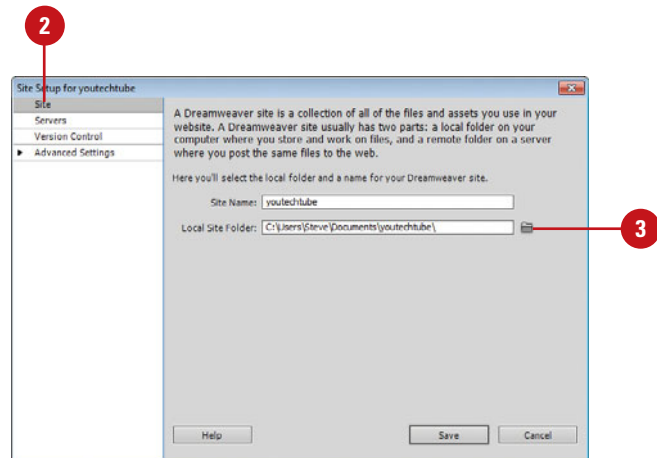 2
Site Setup for youtechtube
Site
Servers
Version Control
Advanced Settings
A Dreamweaver site is a collection of all of the files and assets you use in your
website. A Dreamweaver site usually has two parts: a local folder on your
computer where you store and work on files, and a remote folder on a server
where you post the same files to the web.
Here you'll select the local folder and a name for your Dreamweaver site.
Site Name: youtechtube
Local Site Folder: C:\Users\Steve\Documents\youtechtube\
3
Help
Save
Cancel